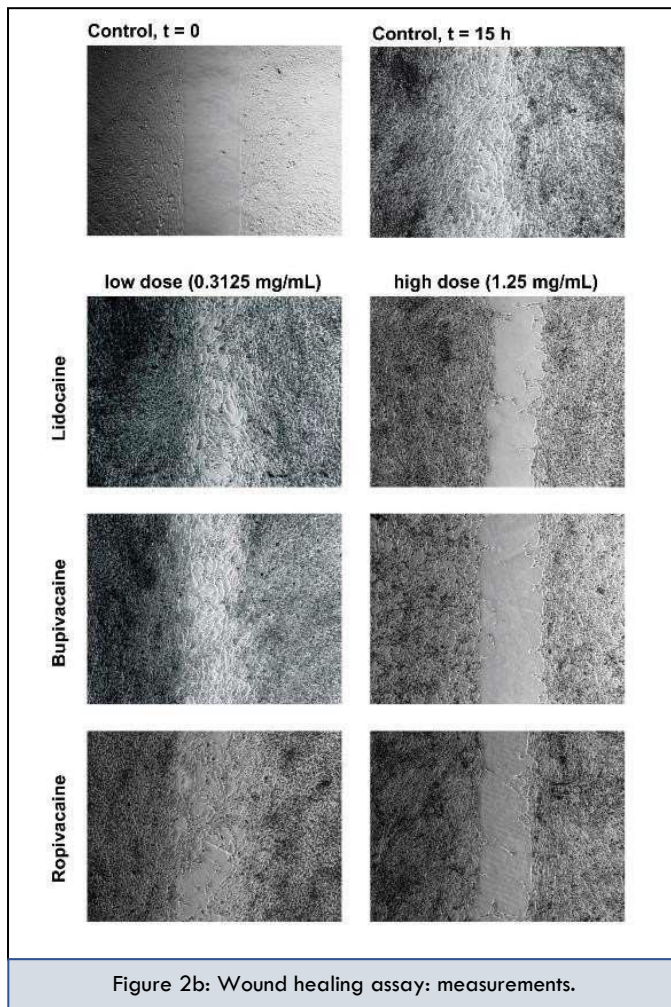 Control, t = 0
Control, t = 15 h
low dose (0.3125 mg/mL)
high dose (1.25 mg/mL)
Lidocaine
Bupivacaine
Ropivacaine
Figure 2b: Wound healing assay: measurements.